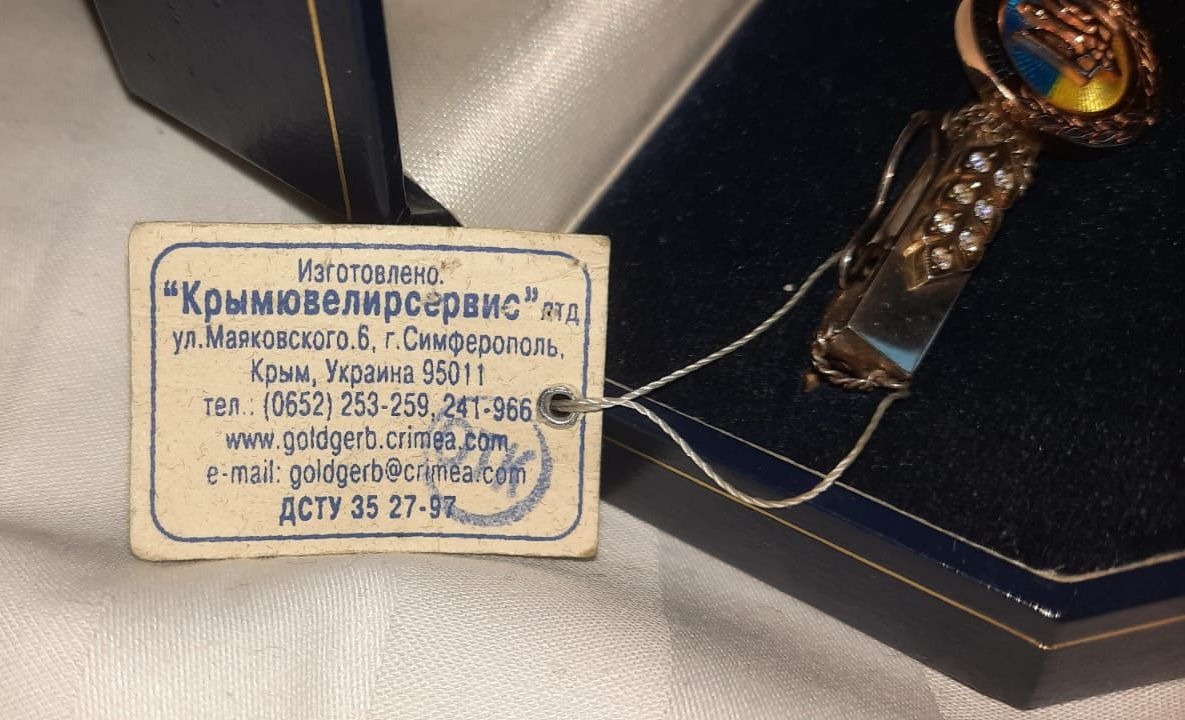 Изготовлено:
“Крымювелирсервис” лтд
ул.Маяковского.6, г.Симферополь,
Крым, Украина 95011
тел.: (0652) 253-259, 241-966
www.goldgerb.crimea.com
e-mail: goldgerb@crimea.com
ДСТУ 35 27-97
ОТК